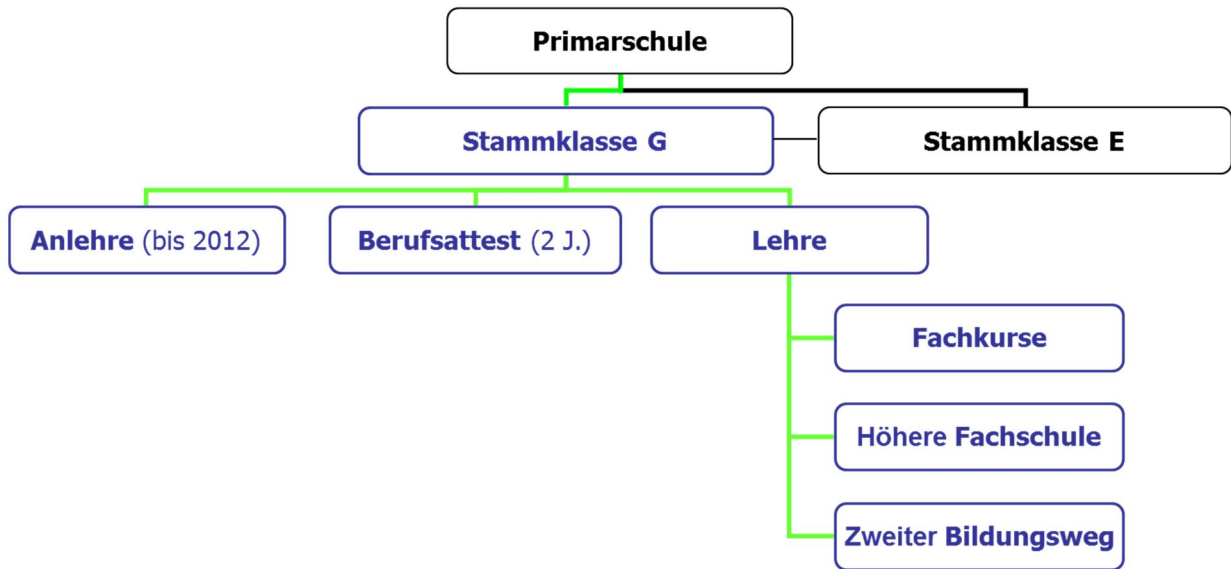 Primarschule
Stammklasse G
Stammklasse E
Anlehre (bis 2012)
Berufsattest (2 J.)
Lehre
Fachkurse
Höhere Fachschule
Zweiter Bildungsweg